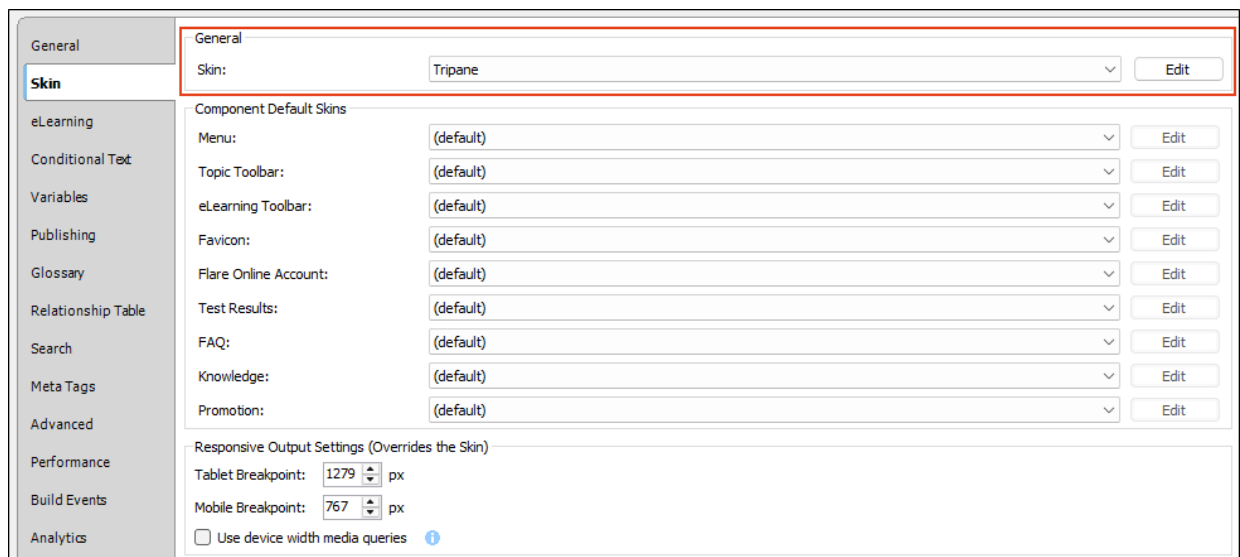 General
Skin
eLearning
Conditional Text
Variables
Publishing
Glossary
Relationship Table
Search
Meta Tags
Advanced
Performance
Build Events
Analytics
General
Skin: Tripane Edit
Component Default Skins
Menu: (default) Edit
Topic Toolbar: (default) Edit
eLearning Toolbar: (default) Edit
Favicon: (default) Edit
Flare Online Account: (default) Edit
Test Results: (default) Edit
FAQ: (default) Edit
Knowledge: (default) Edit
Promotion: (default) Edit
Responsive Output Settings (Overrides the Skin)
Tablet Breakpoint: 1279 px
Mobile Breakpoint: 767 px
Use device width media queries